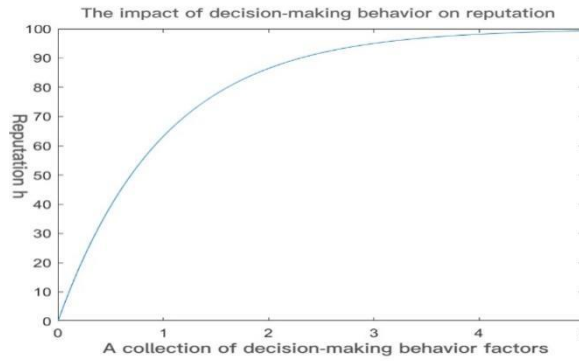 The impact of decision-making behavior on reputation
100
90
80
70
60
50
40
30
20
10
0
Reputation h
0 1 2 3 4
A collection of decision-making behavior factors